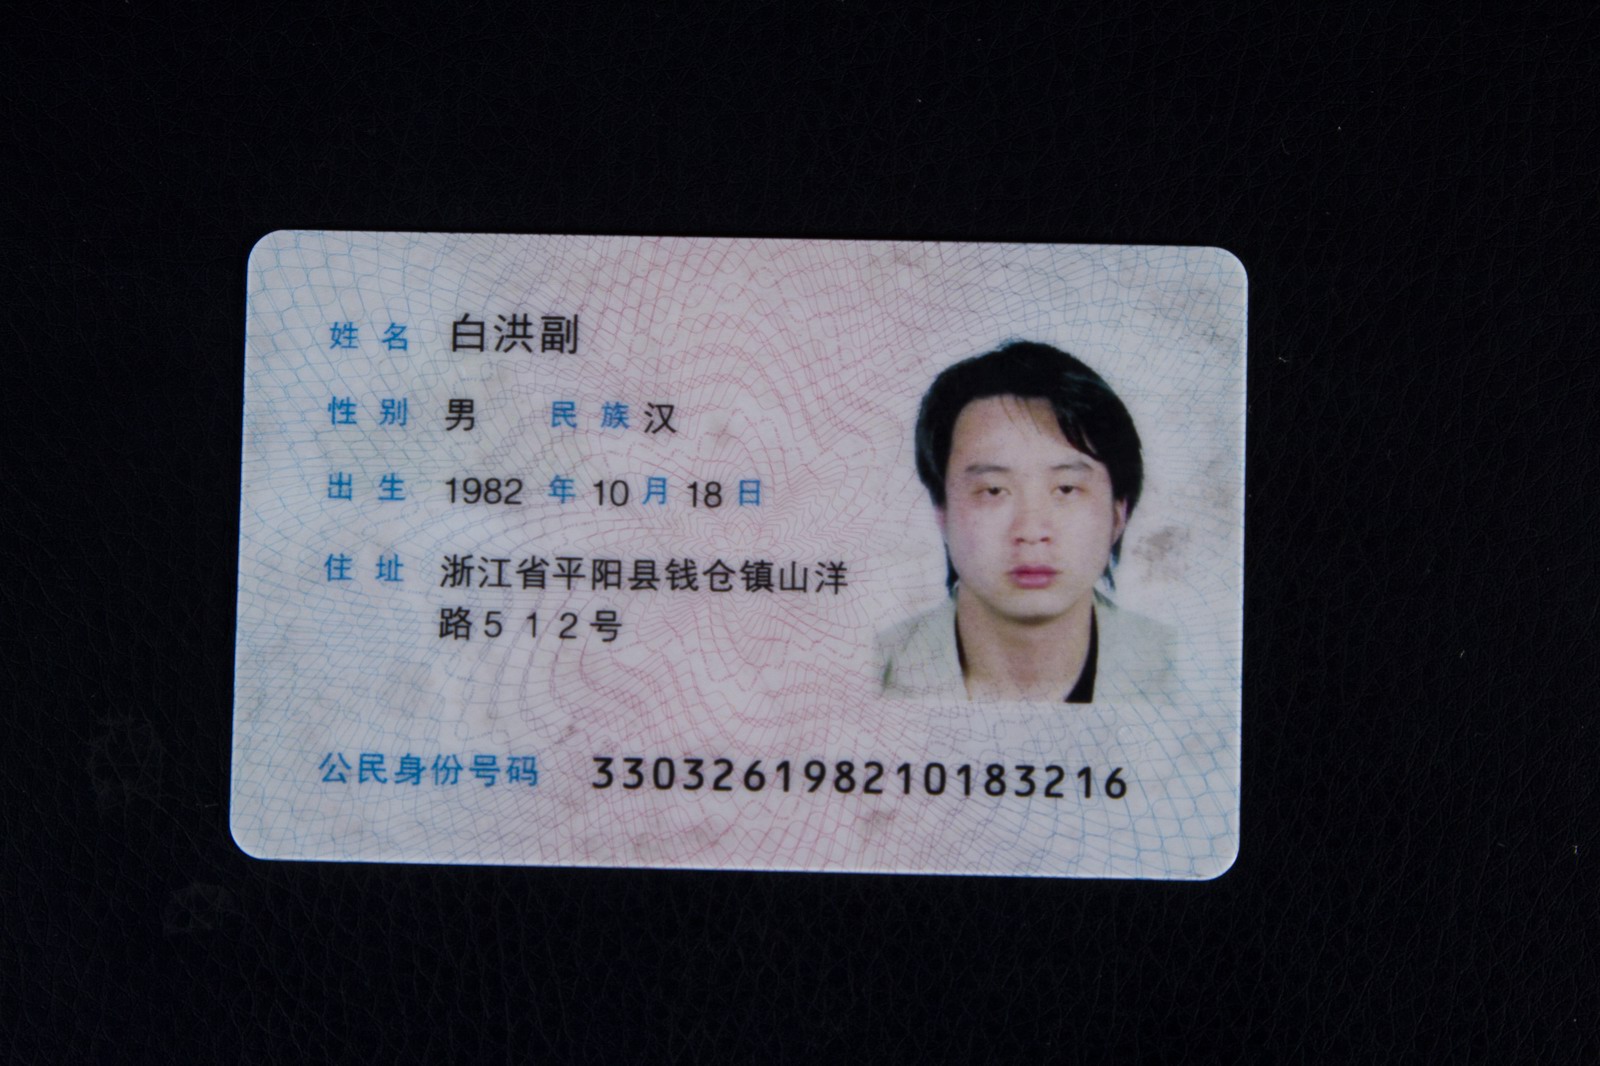 姓名 白洪副
性别 男 民族 汉
出生 1982 年 10 月 18 日
住址 浙江省平阳县钱仓镇山洋
路512号
公民身份号码 330326198210183216